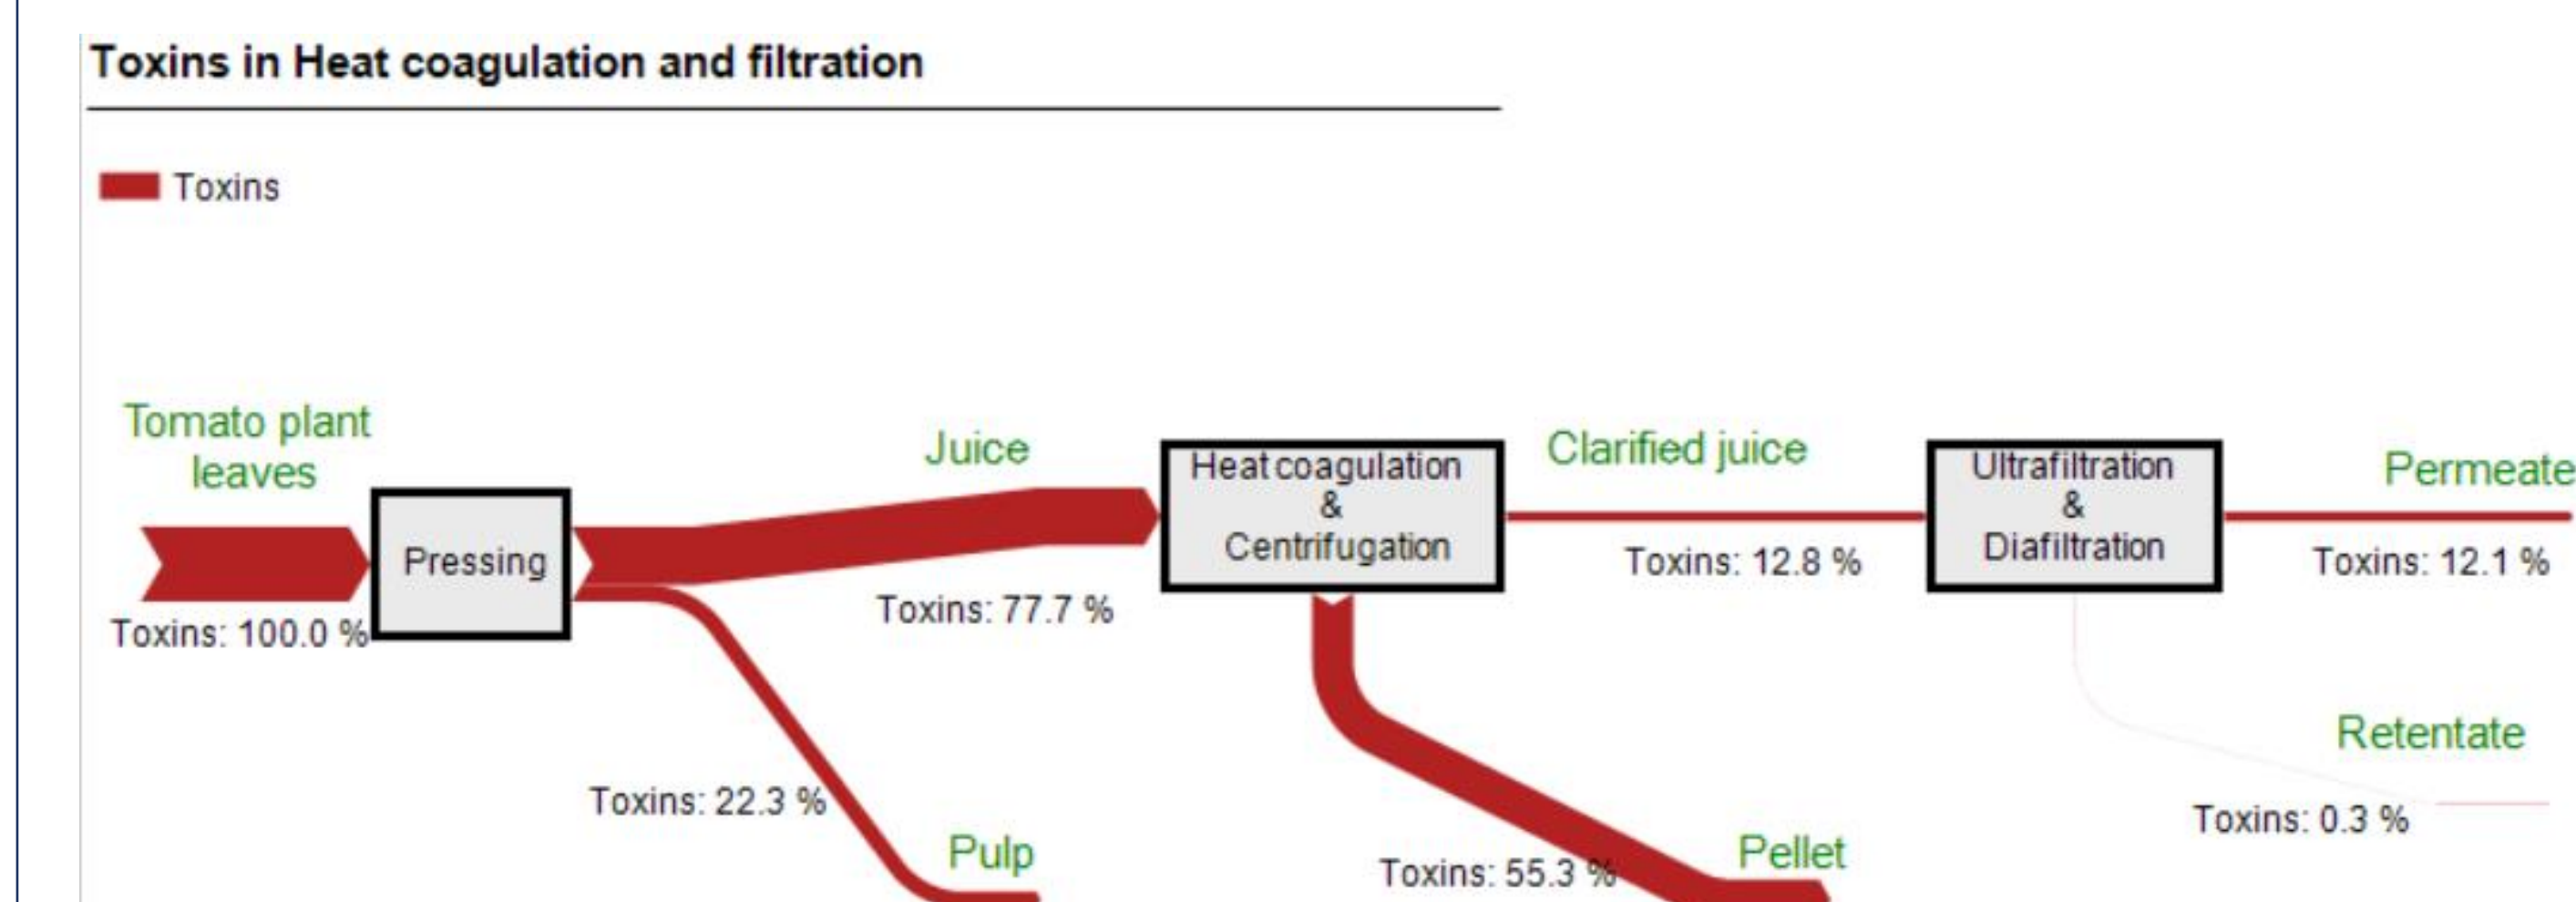 Toxins in Heat coagulation and filtration
Toxins
Tomato plant
leaves
Toxins: 100.0 %
Pressing
Juice
Toxins: 77.7 %
Toxins: 22.3 %
Pulp
Heat coagulation
&
Centrifugation
Clarified juice
Toxins: 12.8 %
Toxins: 55.3 %
Pellet
Ultrafiltration
&
Diafiltration
Permeate
Toxins: 12.1 %
Retentate
Toxins: 0.3 %